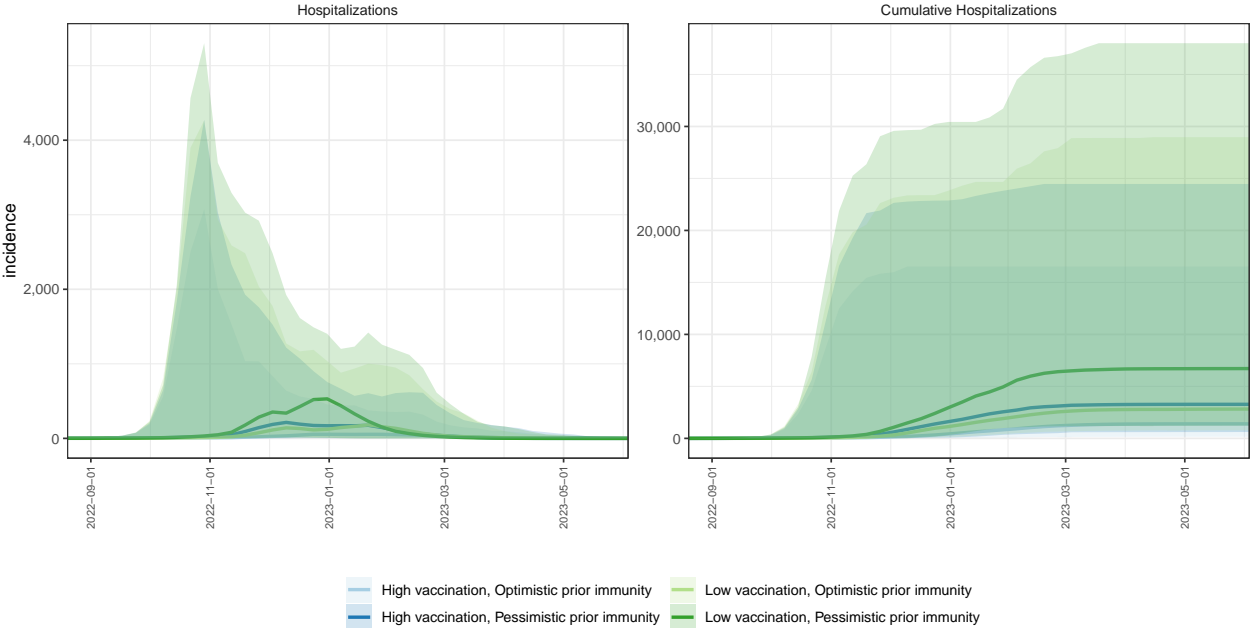 Hospitalizations
Cumulative Hospitalizations
incidence
4,000
2,000
0
30,000
20,000
10,000
0
2022−09−01
2022−11−01
2023−01−01
2023−03−01
2023−05−01
2022−09−01
2022−11−01
2023−01−01
2023−03−01
2023−05−01
High vaccination, Optimistic prior immunity
Low vaccination, Optimistic prior immunity
High vaccination, Pessimistic prior immunity
Low vaccination, Pessimistic prior immunity